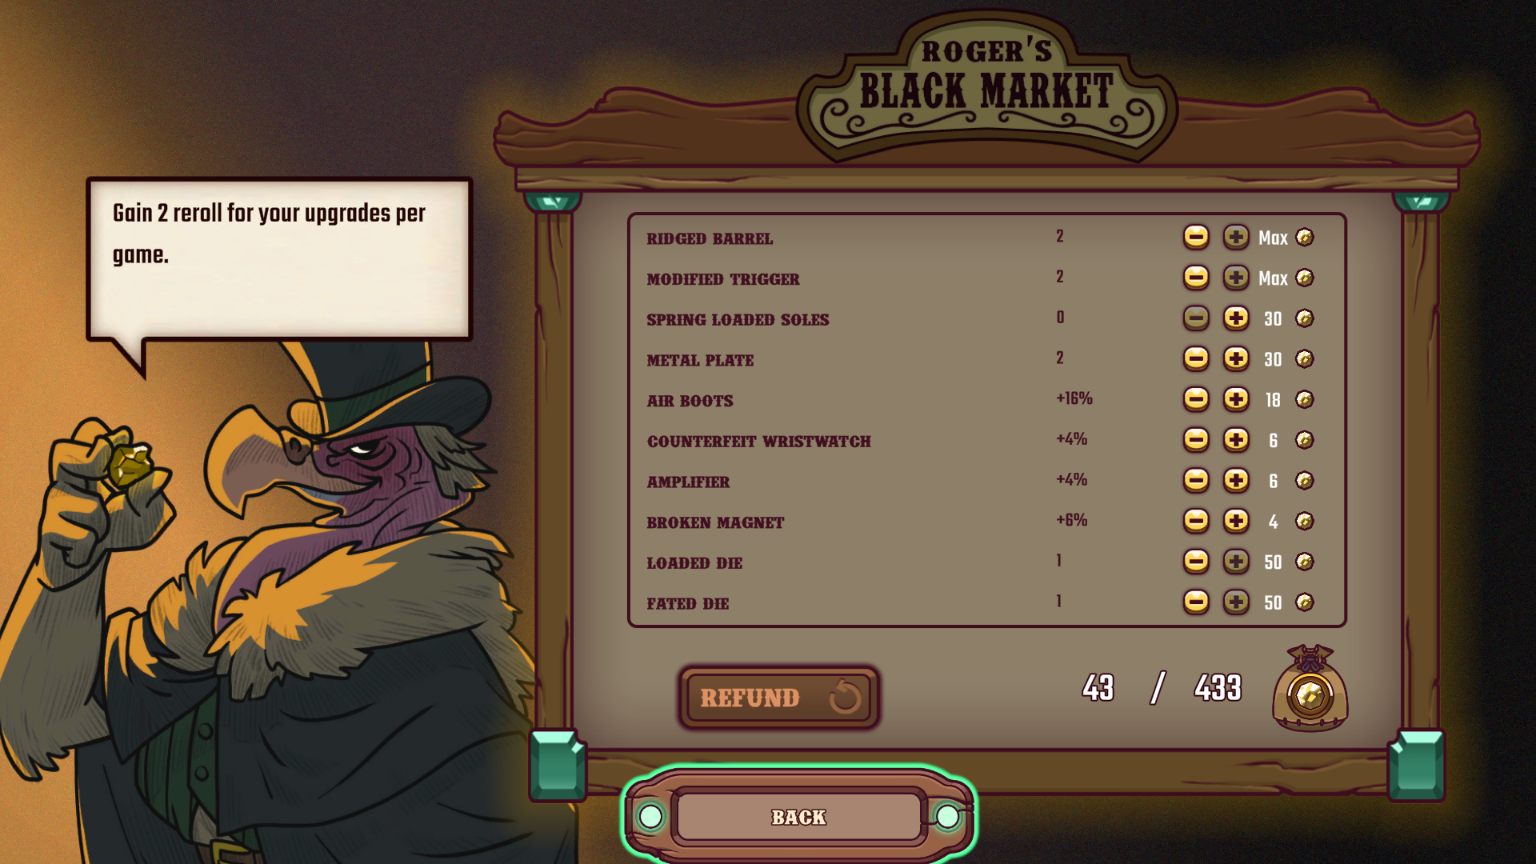 ROGER'S
BLACK MARKET
Gain 2 reroll for your upgrades per
game.
RIDGED BARREL 2 Max
MODIFIED TRIGGER 2 Max
SPRING LOADED SOLES 0 30
METAL PLATE 2 30
AIR BOOTS +16% 18
COUNTERFEIT WRISTWATCH +4% 6
AMPLIFIER +4% 6
BROKEN MAGNET +6% 4
LOADED DIE 1 50
FATED DIE 1 50
REFUND 43 / 433
BACK